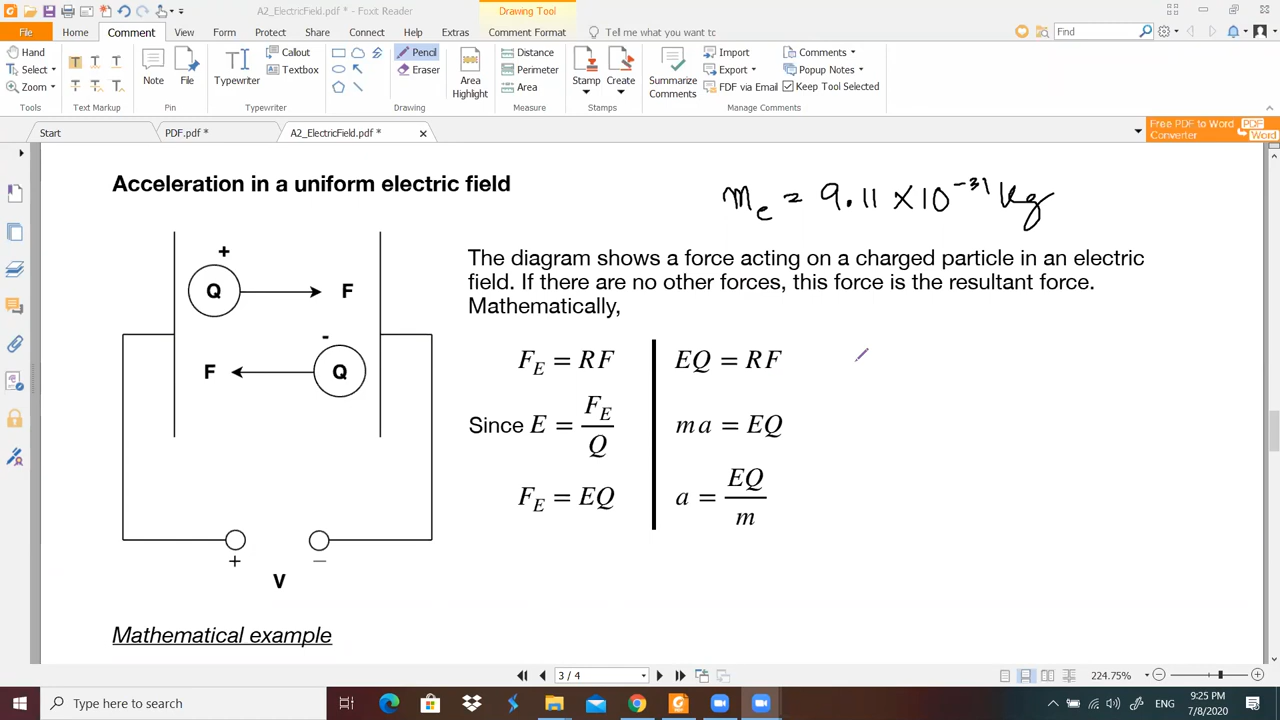 A2_ElectricField.pdf * - Foxit Reader
Drawing Tool
File Home Comment View Form Protect Share Connect Help Extras Comment Format Tell me what you want tc Find
Hand
Select
Zoom
Tools
Text Markup
Note
File
Pin
Typewriter
Callout
Textbox
Typewriter
Pencil
Eraser
Drawing
Area Highlight
Distance
Perimeter
Area
Measure
Stamp
Create
Stamps
Summarize Comments
Import
Export
FDF via Email
Comments
Popup Notes
Keep Tool Selected
Manage Comments
Start PDF.pdf * A2_ElectricField.pdf *
Free PDF to Word Converter
PDF
Word
Acceleration in a uniform electric field
me = 9.11 × 10^-31 kg
The diagram shows a force acting on a charged particle in an electric
field. If there are no other forces, this force is the resultant force.
Mathematically,
+
Q F
-
F Q
+ −
V
F_E = RF
Since E = F_E / Q
F_E = EQ
EQ = RF
ma = EQ
a = EQ / m
Mathematical example
3 / 4
224.75%
Type here to search
ENG
9:25 PM
7/8/2020